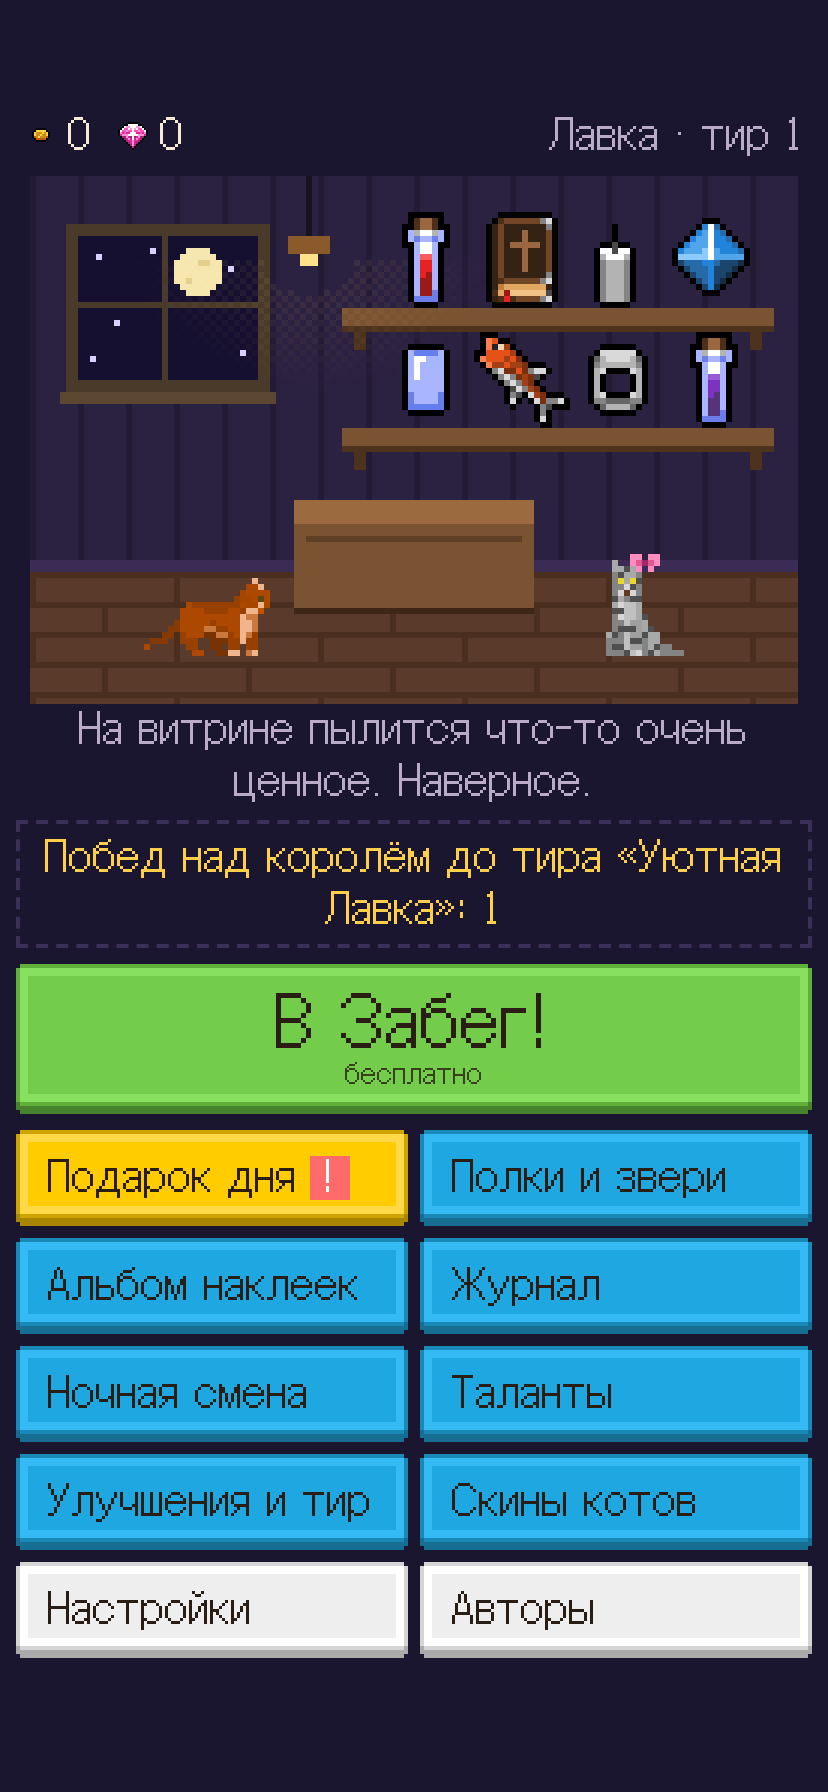 0 0 Лавка · тир 1
На витрине пылится что-то очень
ценное. Наверное.
Побед над королём до тира «Уютная
Лавка»: 1
В Забег!
бесплатно
Подарок дня !
Полки и звери
Альбом наклеек
Журнал
Ночная смена
Таланты
Улучшения и тир
Скины котов
Настройки
Авторы